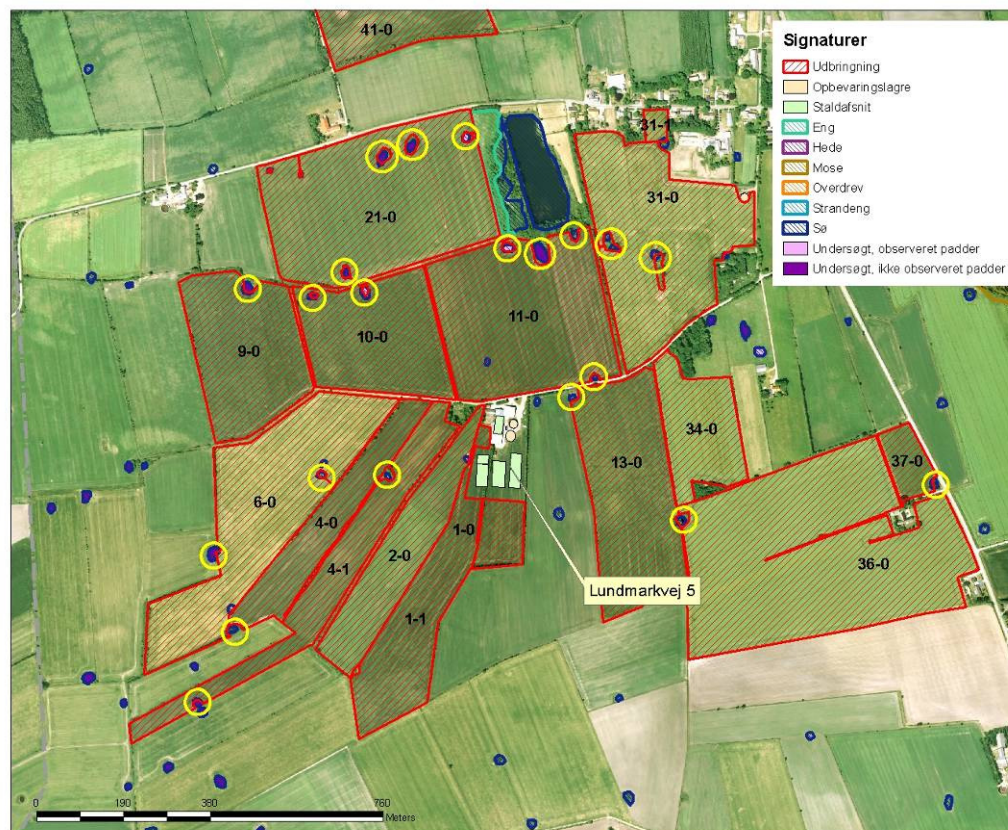 41-0
Signaturer
Udbringning
Opbevaringslagre
Staldafsnit
Eng
Hede
Mose
Overdrev
Strandeng
Sø
Undersøgt, observeret padder
Undersøgt, ikke observeret padder
31-1
31-0
21-0
11-0
10-0
9-0
34-0
37-0
13-0
6-0
4-0
1-0
2-0
4-1
36-0
Lundmarkvej 5
1-1
0 190 380 760
Meters